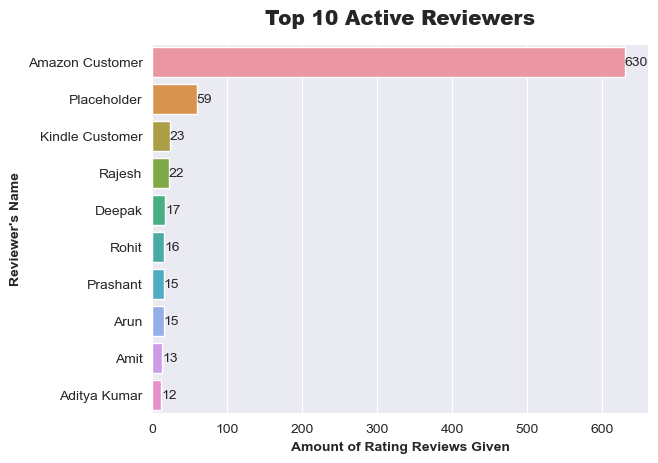 Top 10 Active Reviewers
Reviewer's Name
Amazon Customer 630
Placeholder 59
Kindle Customer 23
Rajesh 22
Deepak 17
Rohit 16
Prashant 15
Arun 15
Amit 13
Aditya Kumar 12
0 100 200 300 400 500 600
Amount of Rating Reviews Given